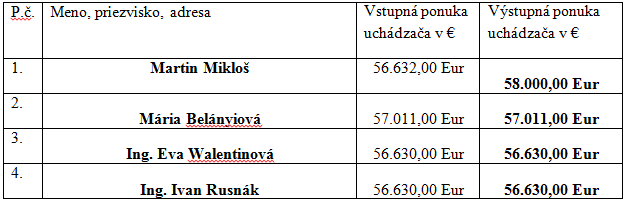 P.č. Meno, priezvisko, adresa Vstupná ponuka uchádzača v € Výstupná ponuka uchádzača v €
1. Martin Mikloš 56.632,00 Eur 58.000,00 Eur
2. Mária Belányiová 57.011,00 Eur 57.011,00 Eur
3. Ing. Eva Walentinová 56.630,00 Eur 56.630,00 Eur
4. Ing. Ivan Rusnák 56.630,00 Eur 56.630,00 Eur